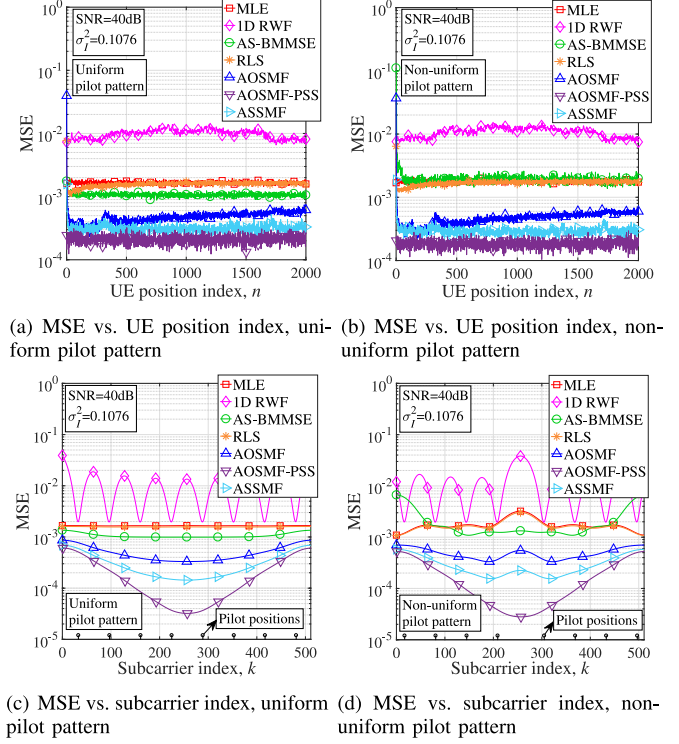 SNR=40dB
σ_I^2=0.1076
Uniform
pilot pattern
MLE
1D RWF
AS-BMMSE
RLS
AOSMF
AOSMF-PSS
ASSMF
10^0
10^-1
10^-2
10^-3
10^-4
MSE
0 500 1000 1500 2000
UE position index, n
SNR=40dB
σ_I^2=0.1076
Non-uniform
pilot pattern
MLE
1D RWF
AS-BMMSE
RLS
AOSMF
AOSMF-PSS
ASSMF
10^0
10^-1
10^-2
10^-3
10^-4
MSE
0 500 1000 1500 2000
UE position index, n
(a) MSE vs. UE position index, uni-
form pilot pattern
(b) MSE vs. UE position index, non-
uniform pilot pattern
SNR=40dB
σ_I^2=0.1076
MLE
1D RWF
AS-BMMSE
RLS
AOSMF
AOSMF-PSS
ASSMF
10^0
10^-1
10^-2
10^-3
10^-4
10^-5
MSE
Uniform
pilot pattern
Pilot positions
0 100 200 300 400 500
Subcarrier index, k
SNR=40dB
σ_I^2=0.1076
MLE
1D RWF
AS-BMMSE
RLS
AOSMF
AOSMF-PSS
ASSMF
10^0
10^-1
10^-2
10^-3
10^-4
10^-5
MSE
Non-uniform
pilot pattern
Pilot positions
0 100 200 300 400 500
Subcarrier index, k
(c) MSE vs. subcarrier index, uniform
pilot pattern
(d) MSE vs. subcarrier index, non-
uniform pilot pattern